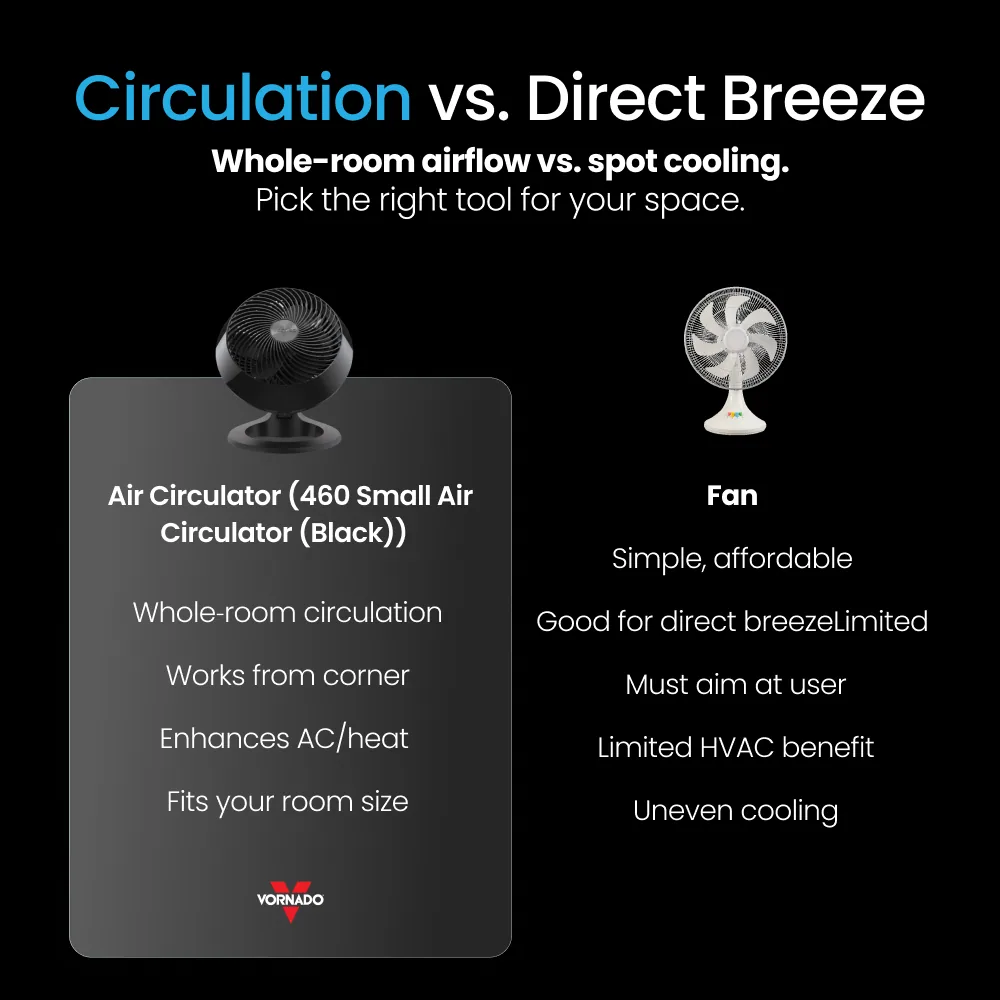 Circulation vs. Direct Breeze
Whole-room airflow vs. spot cooling.
Pick the right tool for your space.
Air Circulator (460 Small Air
Circulator (Black))
Whole-room circulation
Works from corner
Enhances AC/heat
Fits your room size
VORNADO
Fan
Simple, affordable
Good for direct breezeLimited
Must aim at user
Limited HVAC benefit
Uneven cooling